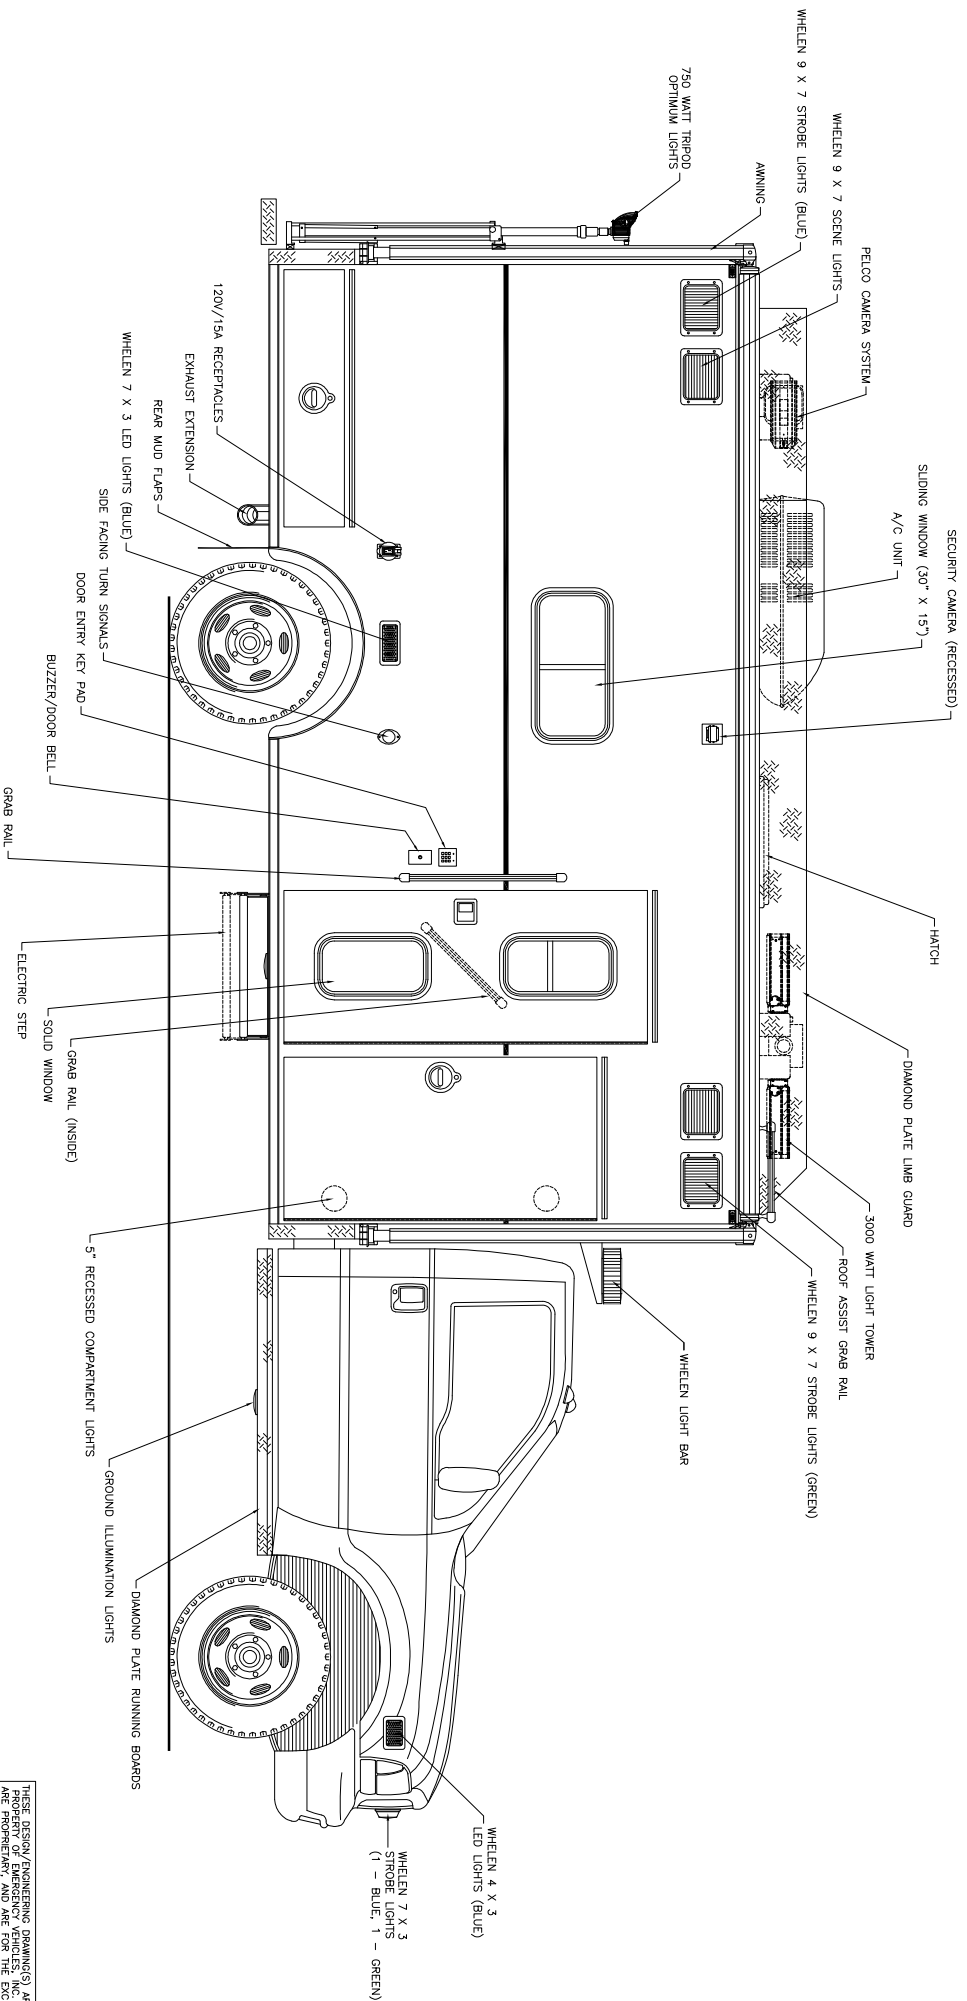 750 WATT TRIPOD
OPTIMUM LIGHTS
AWNING
WHELEN 9 X 7 STROBE LIGHTS (BLUE)
WHELEN 9 X 7 SCENE LIGHTS
PELCO CAMERA SYSTEM
A/C UNIT
SLIDING WINDOW (30" X 15")
SECURITY CAMERA (RECESSED)
HATCH
DIAMOND PLATE LIMB GUARD
3000 WATT LIGHT TOWER
ROOF ASSIST GRAB RAIL
WHELEN 9 X 7 STROBE LIGHTS (GREEN)
WHELEN LIGHT BAR
120V/15A RECEPTACLES
EXHAUST EXTENSION
REAR MUD FLAPS
WHELEN 7 X 3 LED LIGHTS (BLUE)
SIDE FACING TURN SIGNALS
DOOR ENTRY KEY PAD
BUZZER/DOOR BELL
GRAB RAIL
ELECTRIC STEP
SOLID WINDOW
GRAB RAIL (INSIDE)
5" RECESSED COMPARTMENT LIGHTS
GROUND ILLUMINATION LIGHTS
DIAMOND PLATE RUNNING BOARDS
WHELEN 4 X 3
LED LIGHTS (BLUE)
WHELEN 7 X 3
STROBE LIGHTS
(1 - BLUE, 1 - GREEN)
THESE DESIGN/ENGINEERING DRAWING(S)
PROPERTY OF EMERGENCY VEHICLES, INC.
ARE PROPRIETARY, AND ARE FOR THE